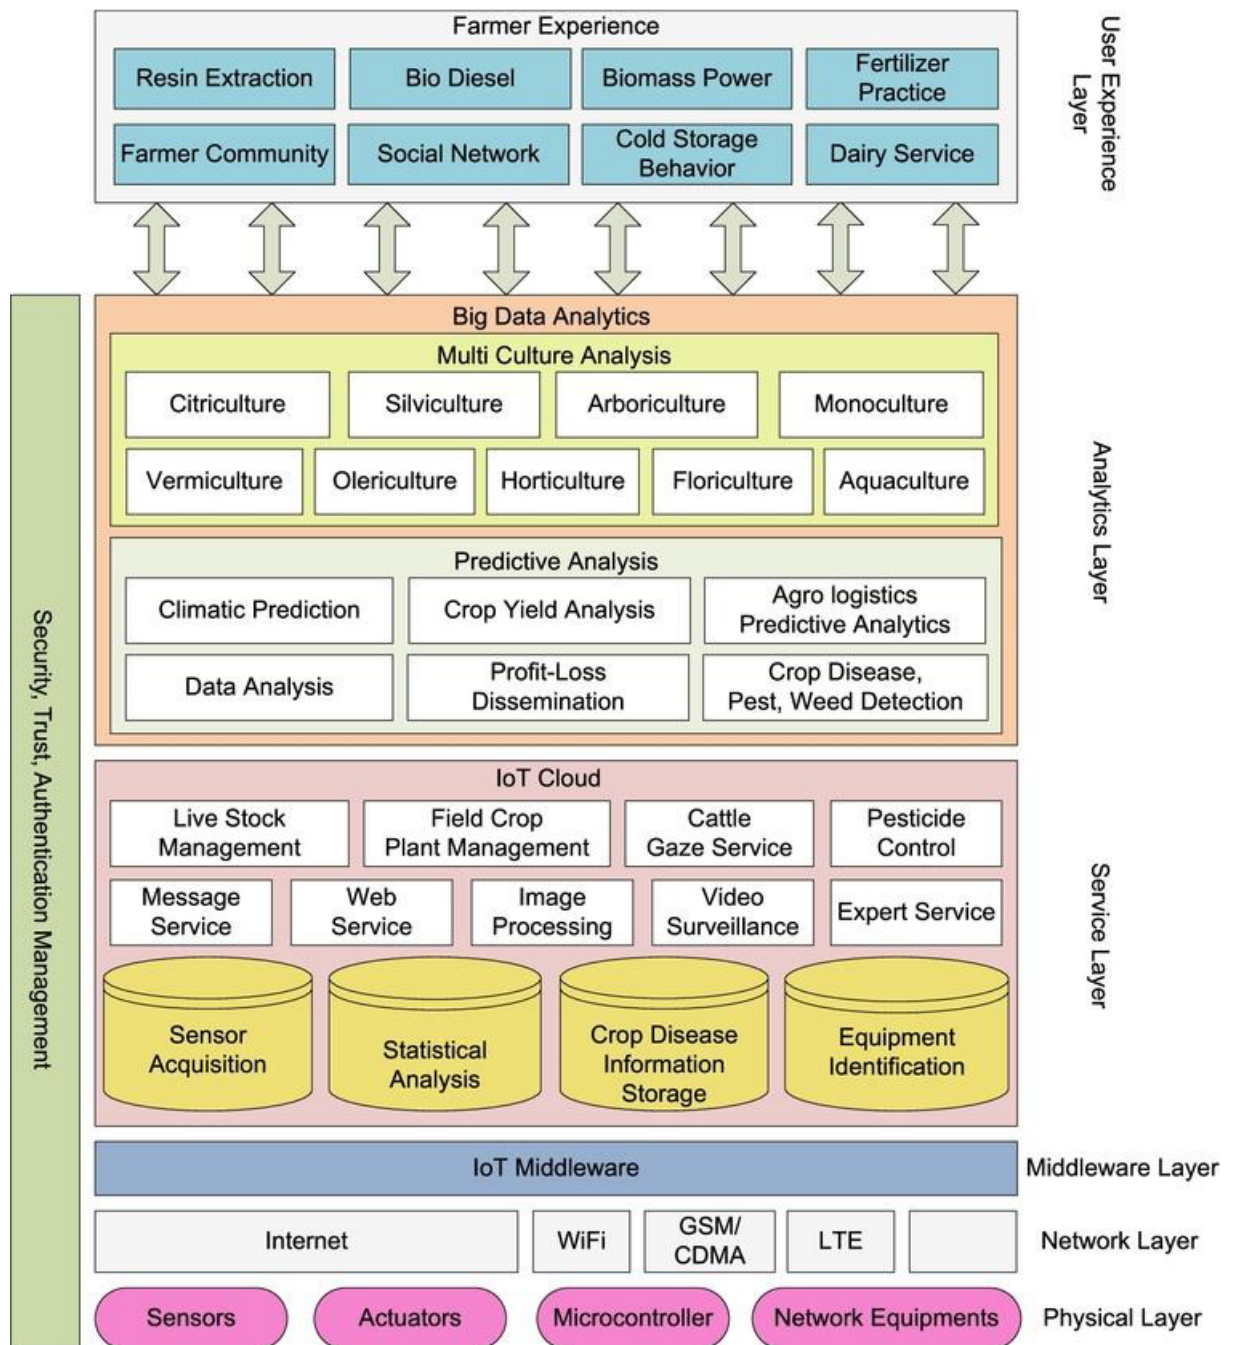 Farmer Experience
Resin Extraction
Bio Diesel
Biomass Power
Fertilizer
Practice
Farmer Community
Social Network
Cold Storage
Behavior
Dairy Service
User Experience
Layer
Big Data Analytics
Multi Culture Analysis
Citriculture
Silviculture
Arboriculture
Monoculture
Vermiculture
Olericulture
Horticulture
Floriculture
Aquaculture
Predictive Analysis
Climatic Prediction
Crop Yield Analysis
Agro logistics
Predictive Analytics
Data Analysis
Profit-Loss
Dissemination
Crop Disease,
Pest, Weed Detection
Analytics Layer
Security, Trust, Authentication Management
IoT Cloud
Live Stock
Management
Field Crop
Plant Management
Cattle
Gaze Service
Pesticide
Control
Message
Service
Web
Service
Image
Processing
Video
Surveillance
Expert Service
Sensor
Acquisition
Statistical
Analysis
Crop Disease
Information
Storage
Equipment
Identification
Service Layer
IoT Middleware
Middleware Layer
Internet
WiFi
GSM/
CDMA
LTE
Network Layer
Sensors
Actuators
Microcontroller
Network Equipments
Physical Layer